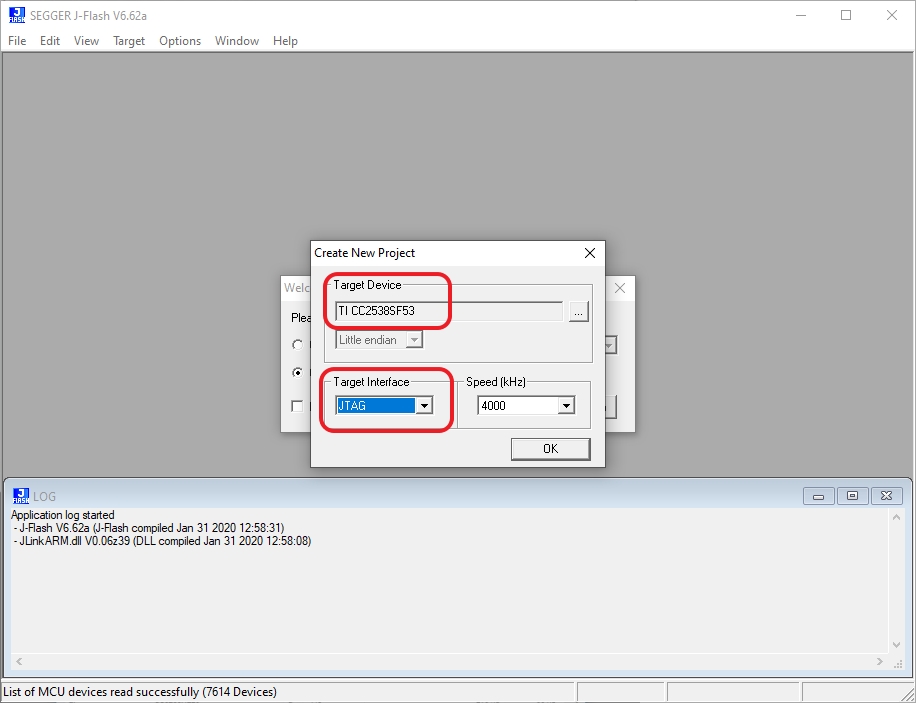 SEGGER J-Flash V6.62a
File Edit View Target Options Window Help
Create New Project
Welc
Target Device
Plea
TI CC2538SF53
...
Little endian
Target Interface
Speed (kHz)
JTAG
4000
OK
LOG
Application log started
- J-Flash V6.62a (J-Flash compiled Jan 31 2020 12:58:31)
- JLinkARM.dll V0.06z39 (DLL compiled Jan 31 2020 12:58:08)
List of MCU devices read successfully (7614 Devices)